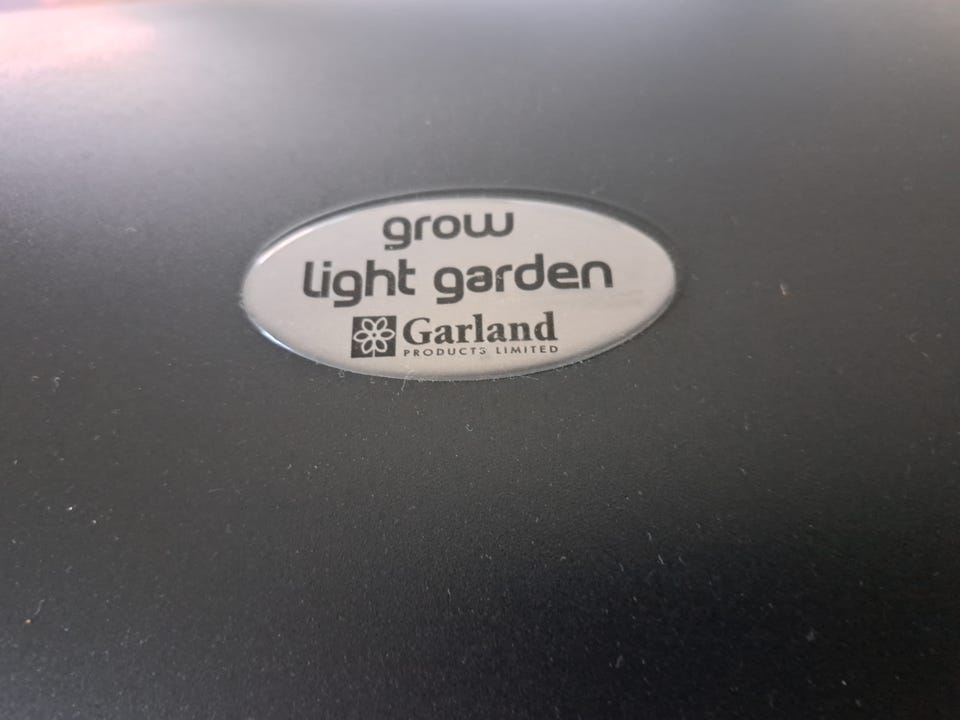 grow
light garden
Garland
PRODUCTS LIMITED